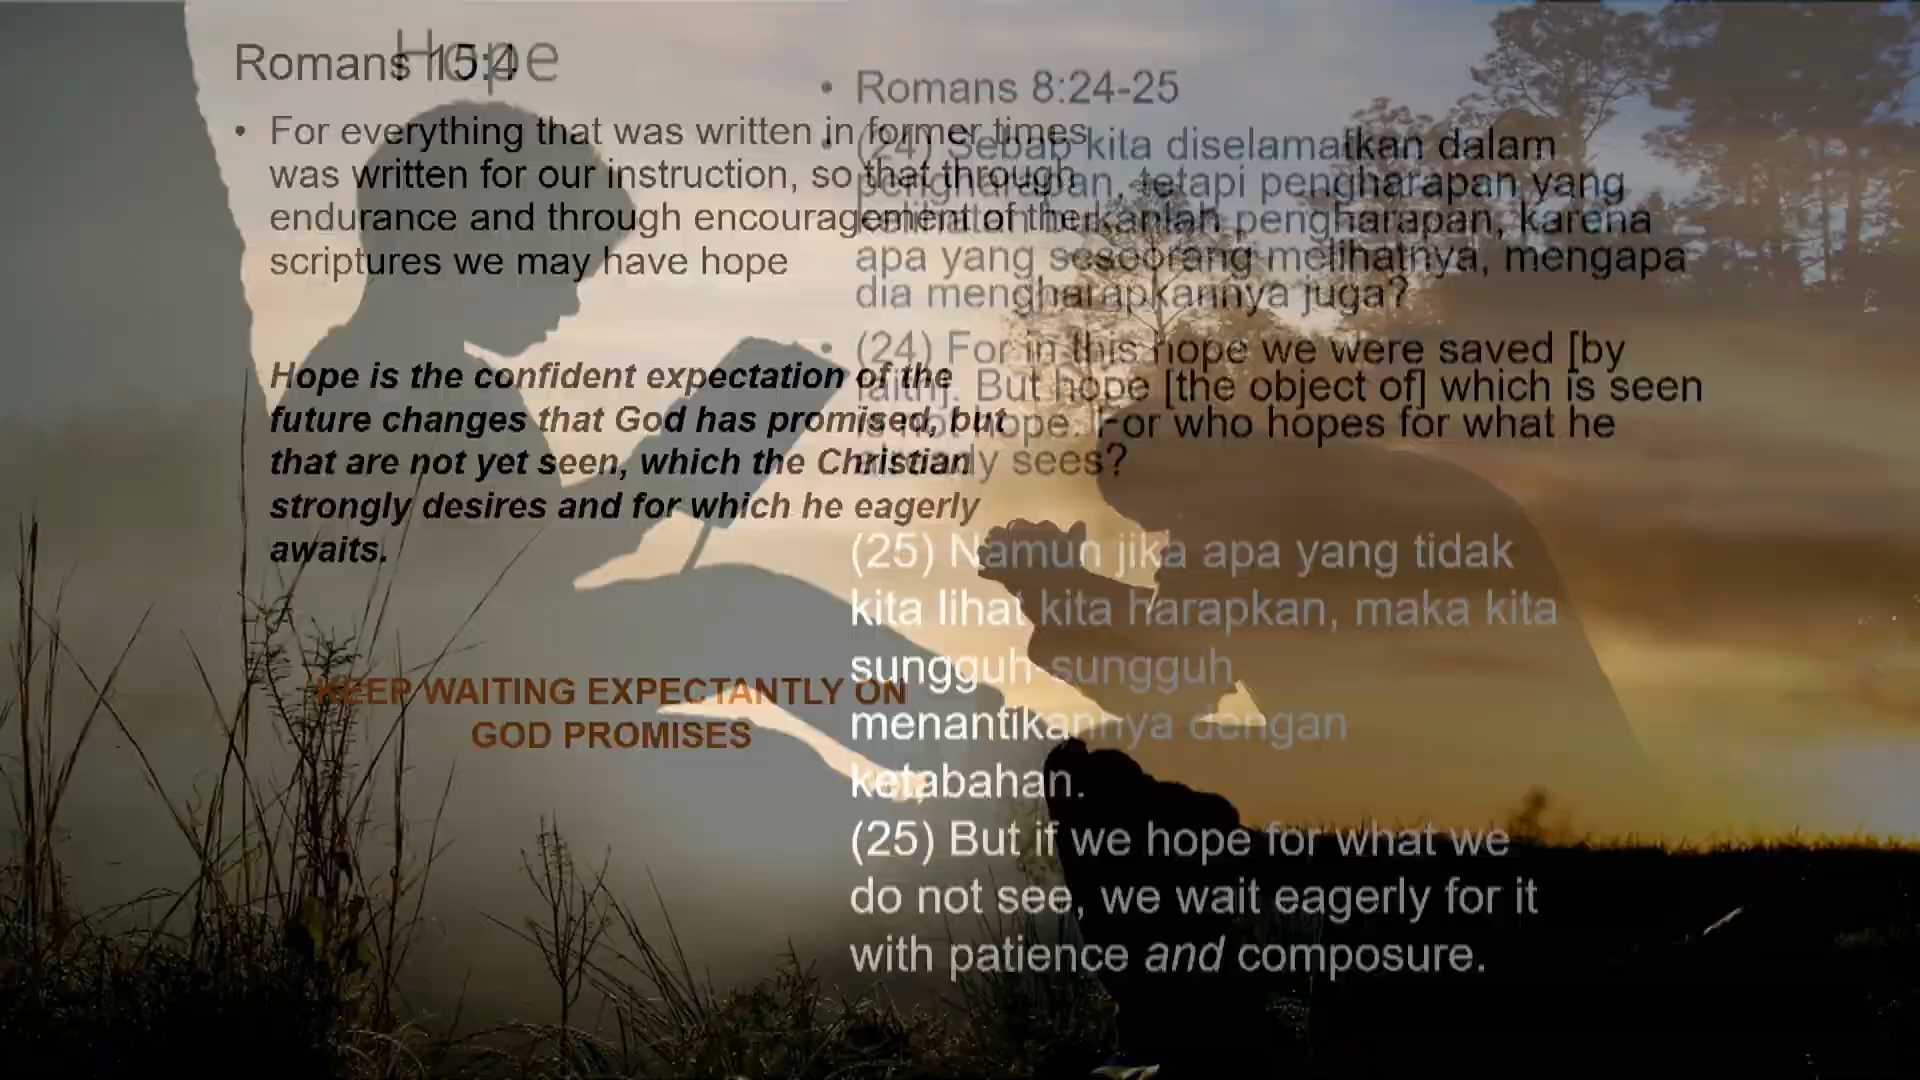 Hope
Romans 15:4
• For everything that was written in former times
was written for our instruction, so that through
endurance and through encouragement of the
scriptures we may have hope
Hope is the confident expectation of the
future changes that God has promised, but
that are not yet seen, which the Christian
strongly desires and for which he eagerly
awaits.
KEEP WAITING EXPECTANTLY ON
GOD PROMISES
• Romans 8:24-25
• (24) Sebab kita diselamatkan dalam
pengharapan, tetapi pengharapan yang
pengharapan, karena
apa yang seseorang melihatnya, mengapa
dia mengharapkannya juga?
• (24) For in this hope we were saved [by
faith]. But hope [the object of] which is seen
is not hope. For who hopes for what he
already sees?
(25) Namun jika apa yang tidak
kita lihat kita harapkan, maka kita
sungguh-sungguh
menantikannya dengan
ketabahan.
(25) But if we hope for what we
do not see, we wait eagerly for it
with patience and composure.